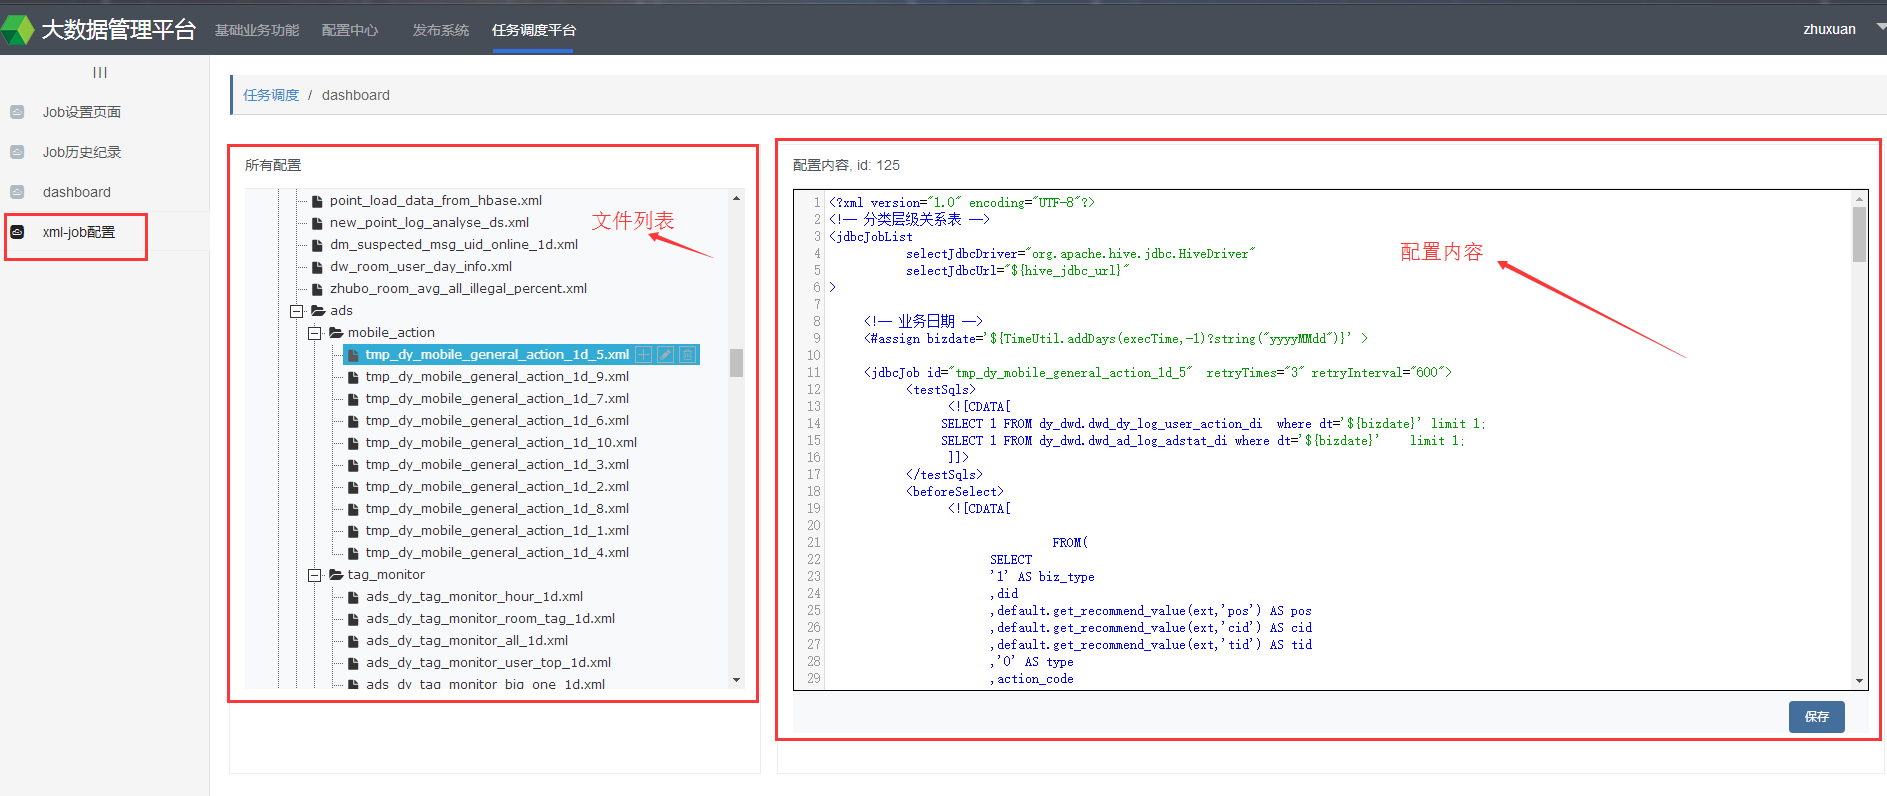 大数据管理平台 基础业务功能 配置中心 发布系统 任务调度平台 zhuxuan
Job设置页面
Job历史纪录
dashboard
xml-job配置
任务调度 / dashboard
所有配置
point_load_data_from_hbase.xml
new_point_log_analyse_ds.xml
dm_suspected_msg_uid_online_1d.xml
dw_room_user_day_info.xml
zhubo_room_avg_all_illegal_percent.xml
ads
mobile_action
tmp_dy_mobile_general_action_1d_5.xml
tmp_dy_mobile_general_action_1d_9.xml
tmp_dy_mobile_general_action_1d_7.xml
tmp_dy_mobile_general_action_1d_6.xml
tmp_dy_mobile_general_action_1d_10.xml
tmp_dy_mobile_general_action_1d_3.xml
tmp_dy_mobile_general_action_1d_2.xml
tmp_dy_mobile_general_action_1d_8.xml
tmp_dy_mobile_general_action_1d_1.xml
tmp_dy_mobile_general_action_1d_4.xml
tag_monitor
ads_dy_tag_monitor_hour_1d.xml
ads_dy_tag_monitor_room_tag_1d.xml
ads_dy_tag_monitor_all_1d.xml
ads_dy_tag_monitor_user_top_1d.xml
ads_dy_tag_monitor_big_one_1d.xml
文件列表
配置内容, id: 125
1 <?xml version="1.0" encoding="UTF-8"?>
2 <!-- 分类层级关系表 -->
3 <jdbcJobList
4 selectJdbcDriver="org.apache.hive.jdbc.HiveDriver"
5 selectJdbcUrl="${hive_jdbc_url}"
6 >
7
8 <!-- 业务日期 -->
9 <#assign bizdate='${TimeUtil.addDays(execTime,-1)?string("yyyyMMdd")}' >
10
11 <jdbcJob id="tmp_dy_mobile_general_action_1d_5" retryTimes="3" retryInterval="600">
12 <testSqls>
13 <![CDATA[
14 SELECT 1 FROM dy_dwd.dwd_dy_log_user_action_di where dt='${bizdate}' limit 1;
15 SELECT 1 FROM dy_dwd.dwd_ad_log_adstat_di where dt='${bizdate}' limit 1;
16 ]]>
17 </testSqls>
18 <beforeSelect>
19 <![CDATA[
20
21 FROM(
22 SELECT
23 '1' AS biz_type
24 ,did
25 ,default.get_recommend_value(ext,'pos') AS pos
26 ,default.get_recommend_value(ext,'cid') AS cid
27 ,default.get_recommend_value(ext,'tid') AS tid
28 ,'0' AS type
29 ,action_code
配置内容
保存